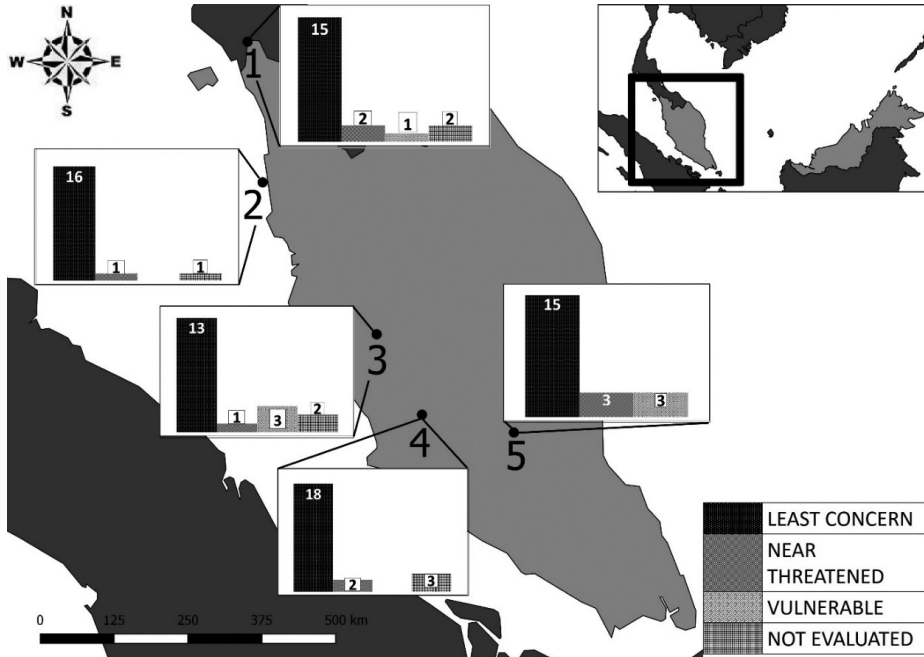 N
W E
S
1
15
2
1
2
2
16
1
1
3
13
1
3
2
4
18
2
3
5
15
3
3
LEAST CONCERN
NEAR
THREATENED
VULNERABLE
NOT EVALUATED
0 125 250 375 500 km